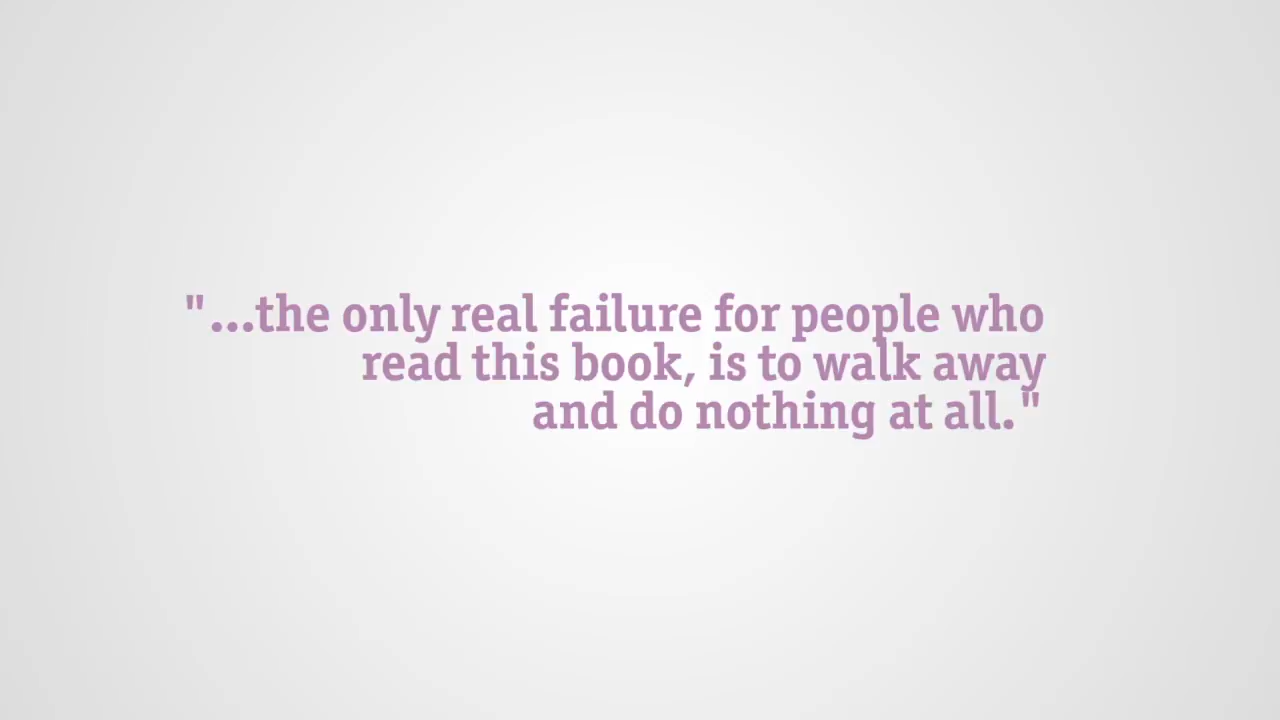 "...the only real failure for people who
read this book, is to walk away
and do nothing at all."